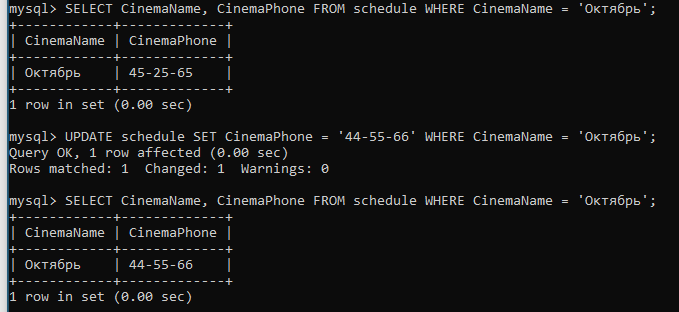 mysql> SELECT CinemaName, CinemaPhone FROM schedule WHERE CinemaName = 'Октябрь';
+------------+-------------+
| CinemaName | CinemaPhone |
+------------+-------------+
| Октябрь    | 45-25-65    |
+------------+-------------+
1 row in set (0.00 sec)
mysql> UPDATE schedule SET CinemaPhone = '44-55-66' WHERE CinemaName = 'Октябрь';
Query OK, 1 row affected (0.00 sec)
Rows matched: 1  Changed: 1  Warnings: 0
mysql> SELECT CinemaName, CinemaPhone FROM schedule WHERE CinemaName = 'Октябрь';
+------------+-------------+
| CinemaName | CinemaPhone |
+------------+-------------+
| Октябрь    | 44-55-66    |
+------------+-------------+
1 row in set (0.00 sec)